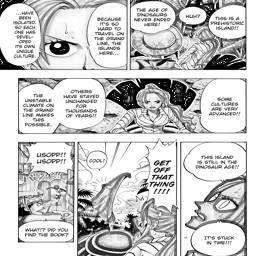 THIS IS A
PREHISTORIC
ISLAND!!
HUH?
THE AGE OF
DINOSAURS
NEVER ENDED
HERE!
BECAUSE
IT'S SO HARD
TO TRAVEL
ON THE
GRAND LINE,
THE ISLANDS
HERE...
...HAVE
BEEN
ISOLATED.
SO EACH
ONE HAS
DEVEL-
OPED
ITS OWN
UNIQUE
CULTURE.
SOME
CULTURES
ARE VERY
ADVANCED!!
OTHERS
HAVE STAYED
UNCHANGED
FOR
THOUSANDS
OF YEARS!!
THE
UNSTABLE
CLIMATE ON
THE GRAND
LINE MAKES
THIS
POSSIBLE.
THIS ISLAND
IS STILL IN THE
DINOSAUR AGE!!
IT'S STUCK
IN TIME!!!
GET
OFF
THAT
THING
!!!!
COOL!
USOPP!!
USOPP!!!
WHAT!? DID YOU
FIND THE BOOK?